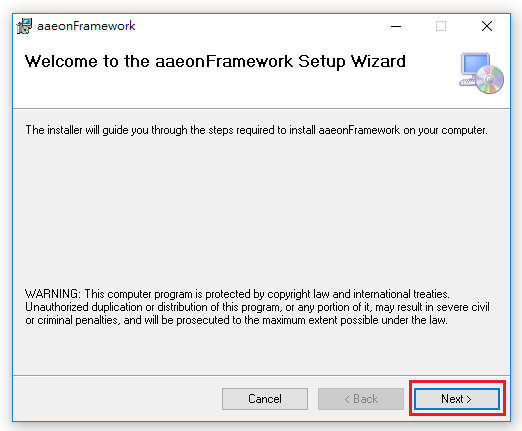 aaeonFramework
Welcome to the aaeonFramework Setup Wizard
The installer will guide you through the steps required to install aaeonFramework on your computer.
WARNING: This computer program is protected by copyright law and international treaties.
Unauthorized duplication or distribution of this program, or any portion of it, may result in severe civil
or criminal penalties, and will be prosecuted to the maximum extent possible under the law.
Cancel
< Back
Next >